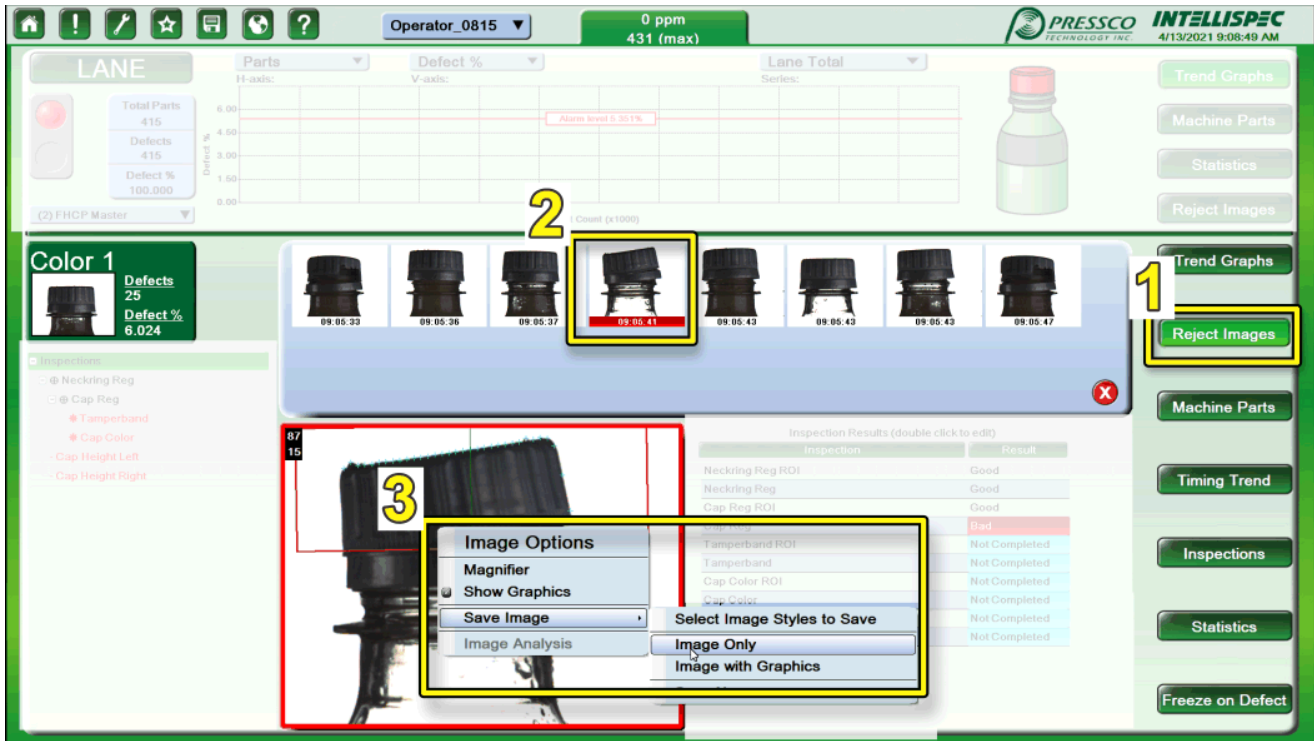 Operator_0815
0 ppm
431 (max)
PRESSCO
TECHNOLOGY INC.
INTELLISPEC
4/13/2021 9:08:49 AM
LANE
Parts
H-axis:
Defect %
V-axis:
Lane Total
Series:
Trend Graphs
Total Parts
415
Defects
415
Defect %
100.000
Defect %
6.00
4.50
3.00
1.50
0.00
Alarm level 5.351%
Machine Parts
Statistics
(2) FHCP Master
Count (x1000)
Reject Images
2
Color 1
Defects
25
Defect %
6.024
09:05:33
09:05:36
09:05:37
09:05:41
09:05:43
09:05:43
09:05:43
09:05:47
1
Trend Graphs
Reject Images
Machine Parts
Timing Trend
Inspections
Statistics
Freeze on Defect
Inspections
Neckring Reg
Cap Reg
Tamperband
Cap Color
Cap Height Left
Cap Height Right
87
15
3
Image Options
Magnifier
Show Graphics
Save Image
Image Analysis
Select Image Styles to Save
Image Only
Image with Graphics
Inspection Results (double click to edit)
Inspection Result
Neckring Reg ROI Good
Neckring Reg Good
Cap Reg ROI Good
Cap Reg Bad
Tamperband ROI Not Completed
Tamperband Not Completed
Cap Color ROI Not Completed
Cap Color Not Completed
Not Completed
Not Completed